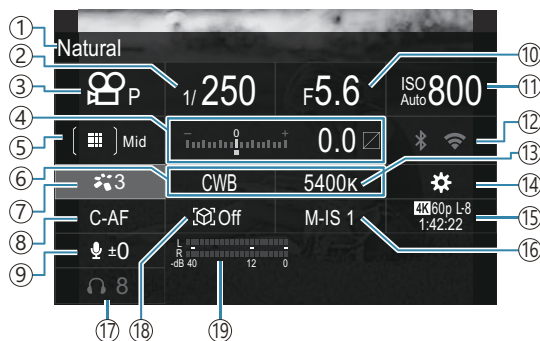 ① Natural
② ③ P 1/250 F5.6 ISO Auto 800 ⑩ ⑪
④ ⑤ Mid − 0 + 0.0 ⑫
⑥ ⑦ 3 CWB 5400K ⑬ ⑭
⑧ C-AF Off M-IS 1 4K 60p L-8 1:42:22 ⑮ ⑯
⑨ ±0 L R -dB 40 12 0
8
⑰ ⑱ ⑲